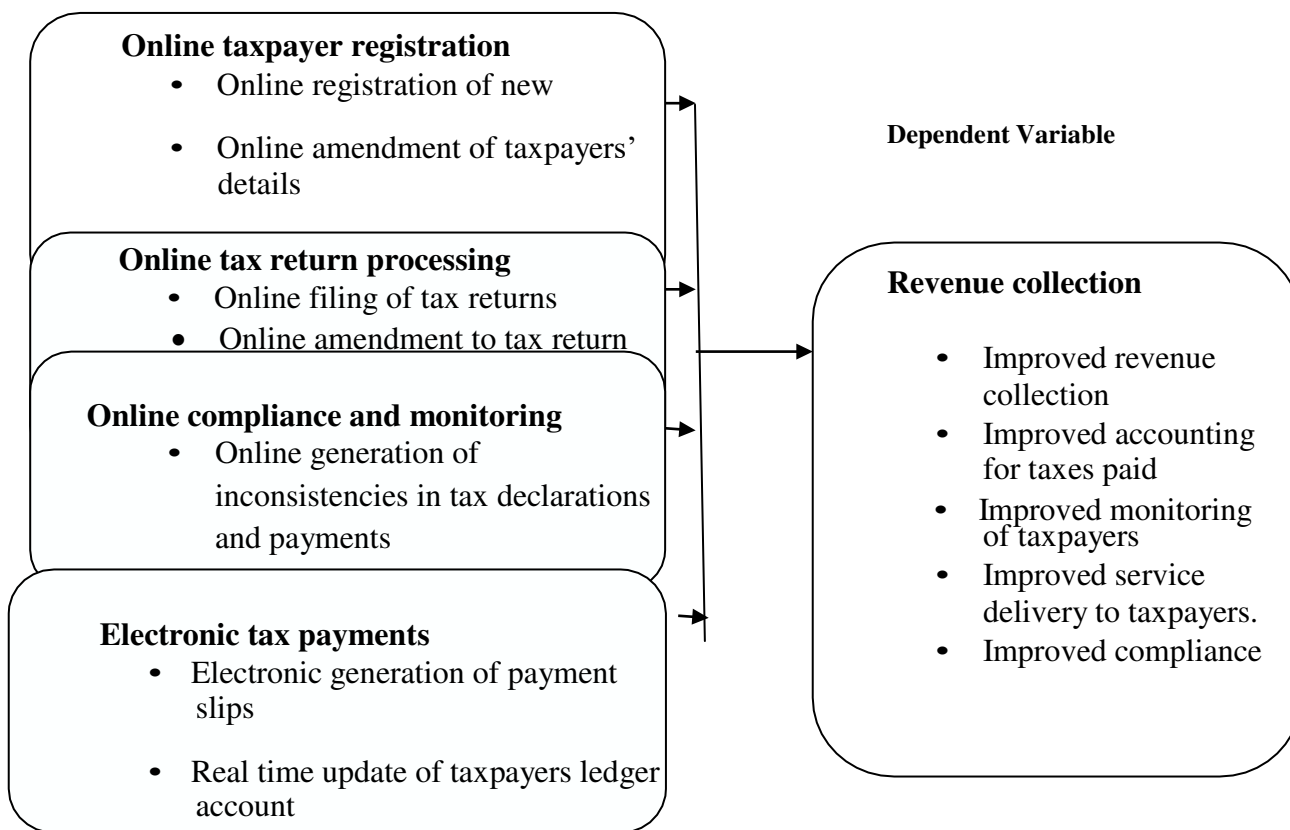 Online taxpayer registration
• Online registration of new
• Online amendment of taxpayers’
details
Online tax return processing
• Online filing of tax returns
• Online amendment to tax return
Online compliance and monitoring
• Online generation of
inconsistencies in tax declarations
and payments
Electronic tax payments
• Electronic generation of payment
slips
• Real time update of taxpayers ledger
account
Dependent Variable
Revenue collection
• Improved revenue
collection
• Improved accounting
for taxes paid
• Improved monitoring
of taxpayers
• Improved service
delivery to taxpayers.
• Improved compliance